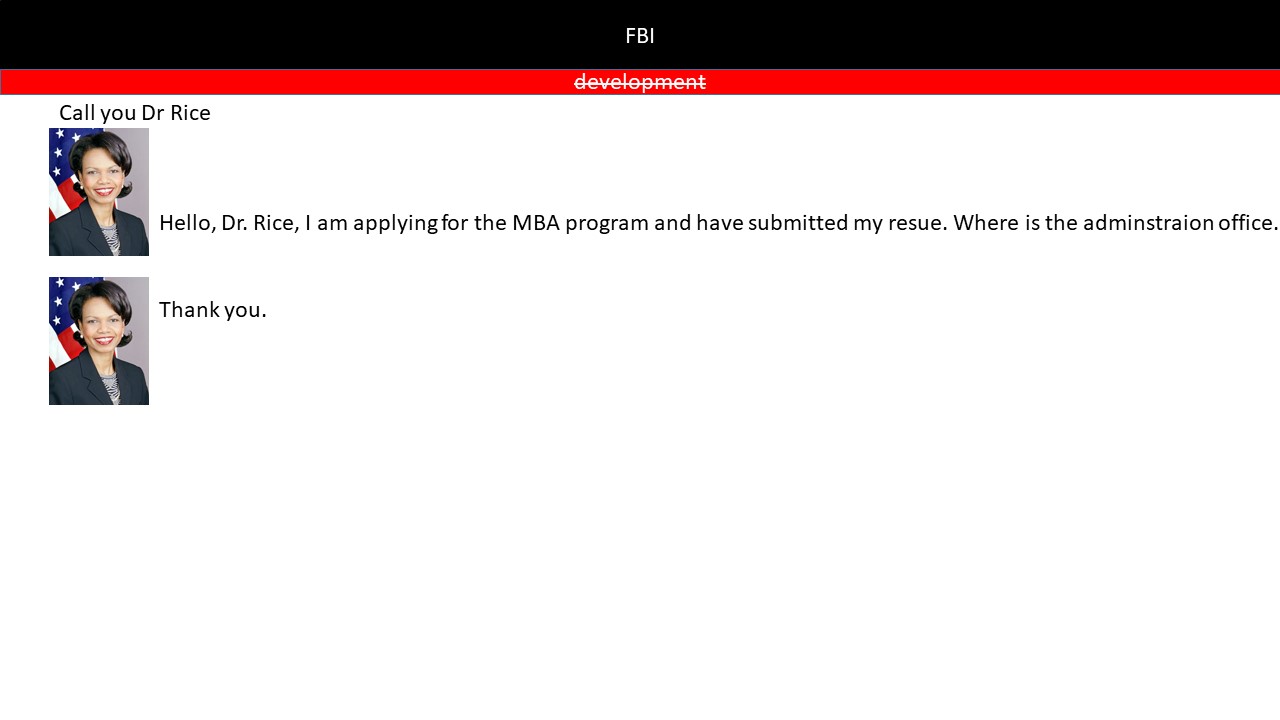 FBI
development
Call you Dr Rice
Hello, Dr. Rice, I am applying for the MBA program and have submitted my resue. Where is the adminstraion office.
Thank you.